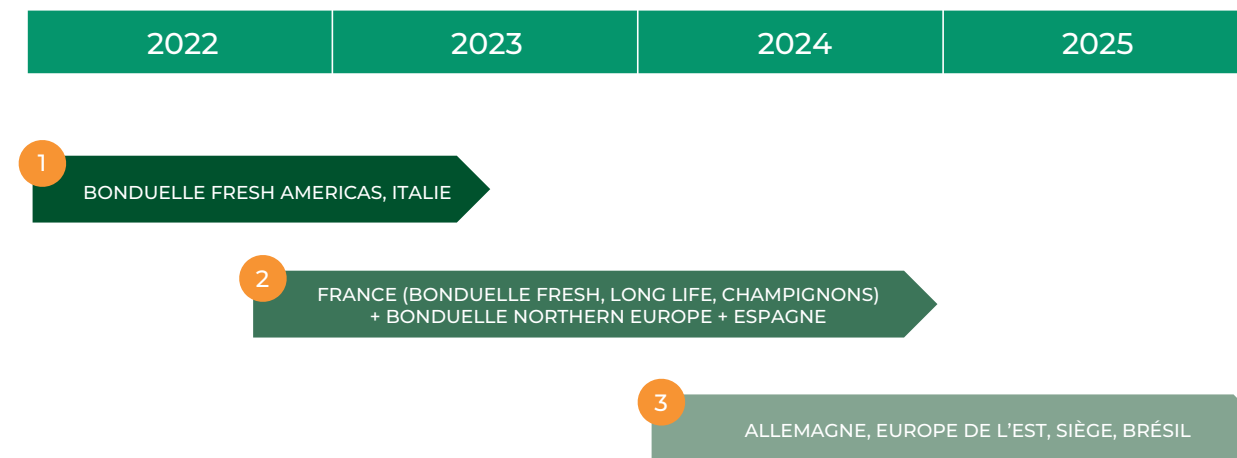 2022 2023 2024 2025
1
BONDUELLE FRESH AMERICAS, ITALIE
2
FRANCE (BONDUELLE FRESH, LONG LIFE, CHAMPIGNONS)
+ BONDUELLE NORTHERN EUROPE + ESPAGNE
3
ALLEMAGNE, EUROPE DE L’EST, SIÈGE, BRÉSIL